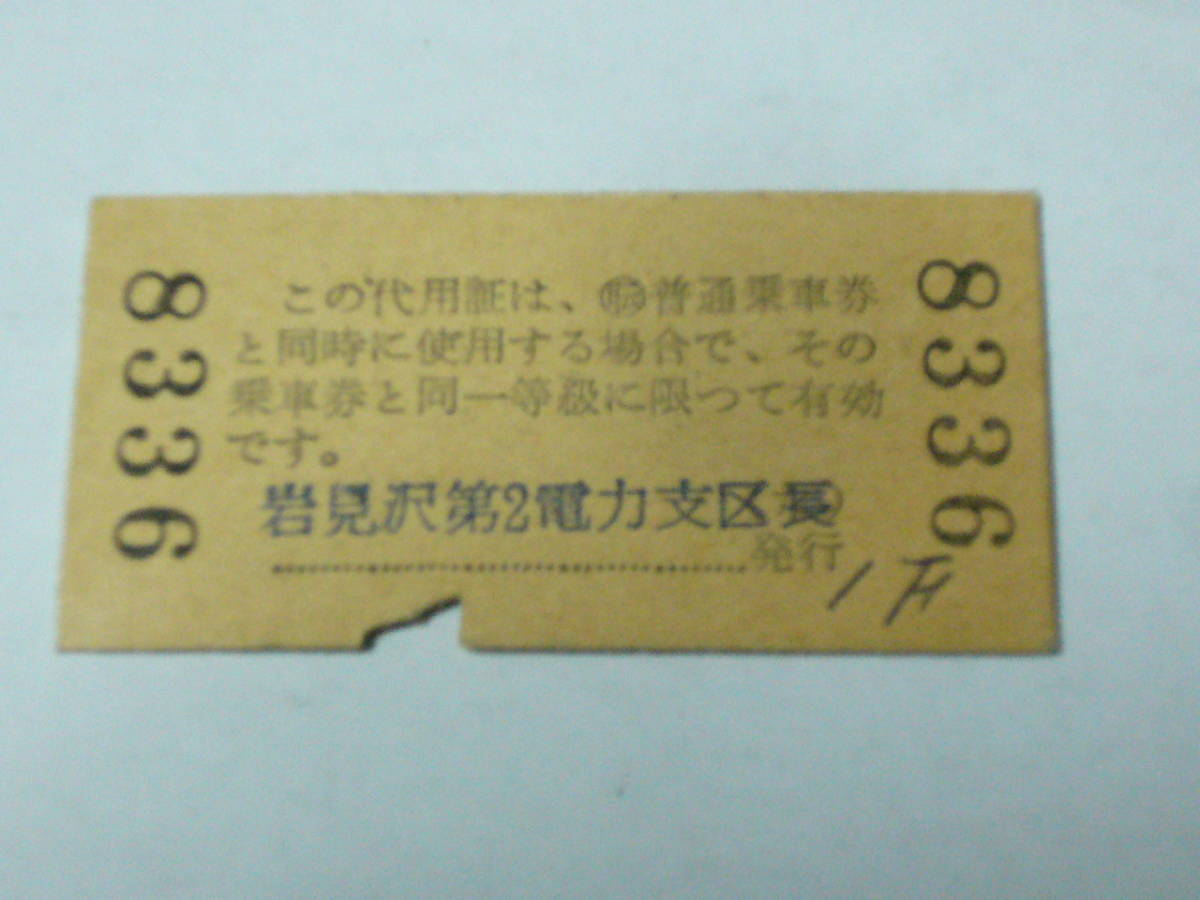 8336
この代用証は、普通乗車券
と同時に使用する場合で、その
乗車券と同一等級に限つて有効
です。
岩見沢第2電力支区長
発行
8336